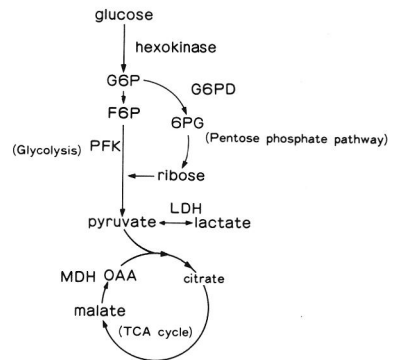 glucose
hexokinase
G6P
G6PD
F6P
6PG
(Glycolysis) PFK
(Pentose phosphate pathway)
ribose
LDH
pyruvate lactate
MDH OAA citrate
malate
(TCA cycle)